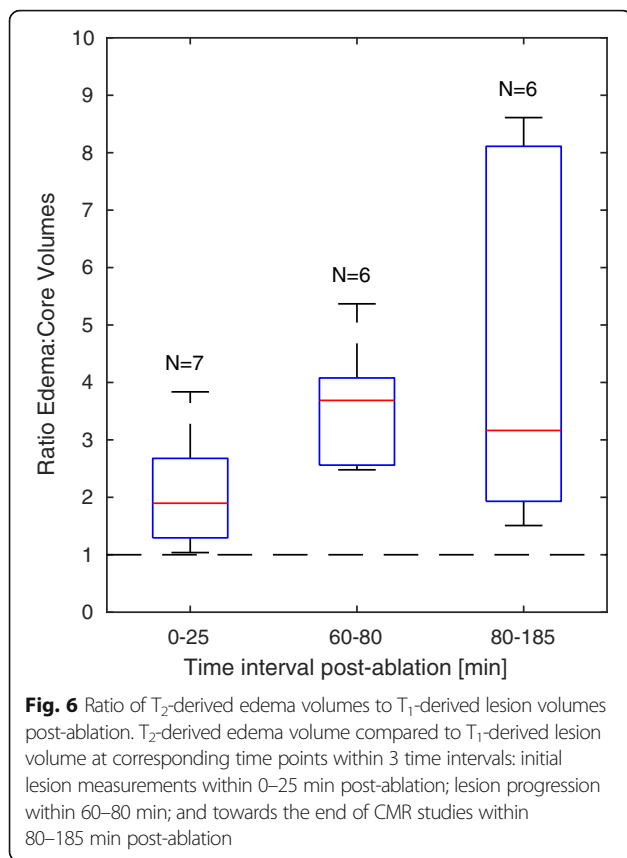 10
9
8
7
6
5
4
3
2
1
0
Ratio Edema:Core Volumes
N=7
N=6
N=6
0-25
60-80
80-185
Time interval post-ablation [min]
Fig. 6 Ratio of T₂-derived edema volumes to T₁-derived lesion volumes
post-ablation. T₂-derived edema volume compared to T₁-derived lesion
volume at corresponding time points within 3 time intervals: initial
lesion measurements within 0–25 min post-ablation; lesion progression
within 60–80 min; and towards the end of CMR studies within
80–185 min post-ablation